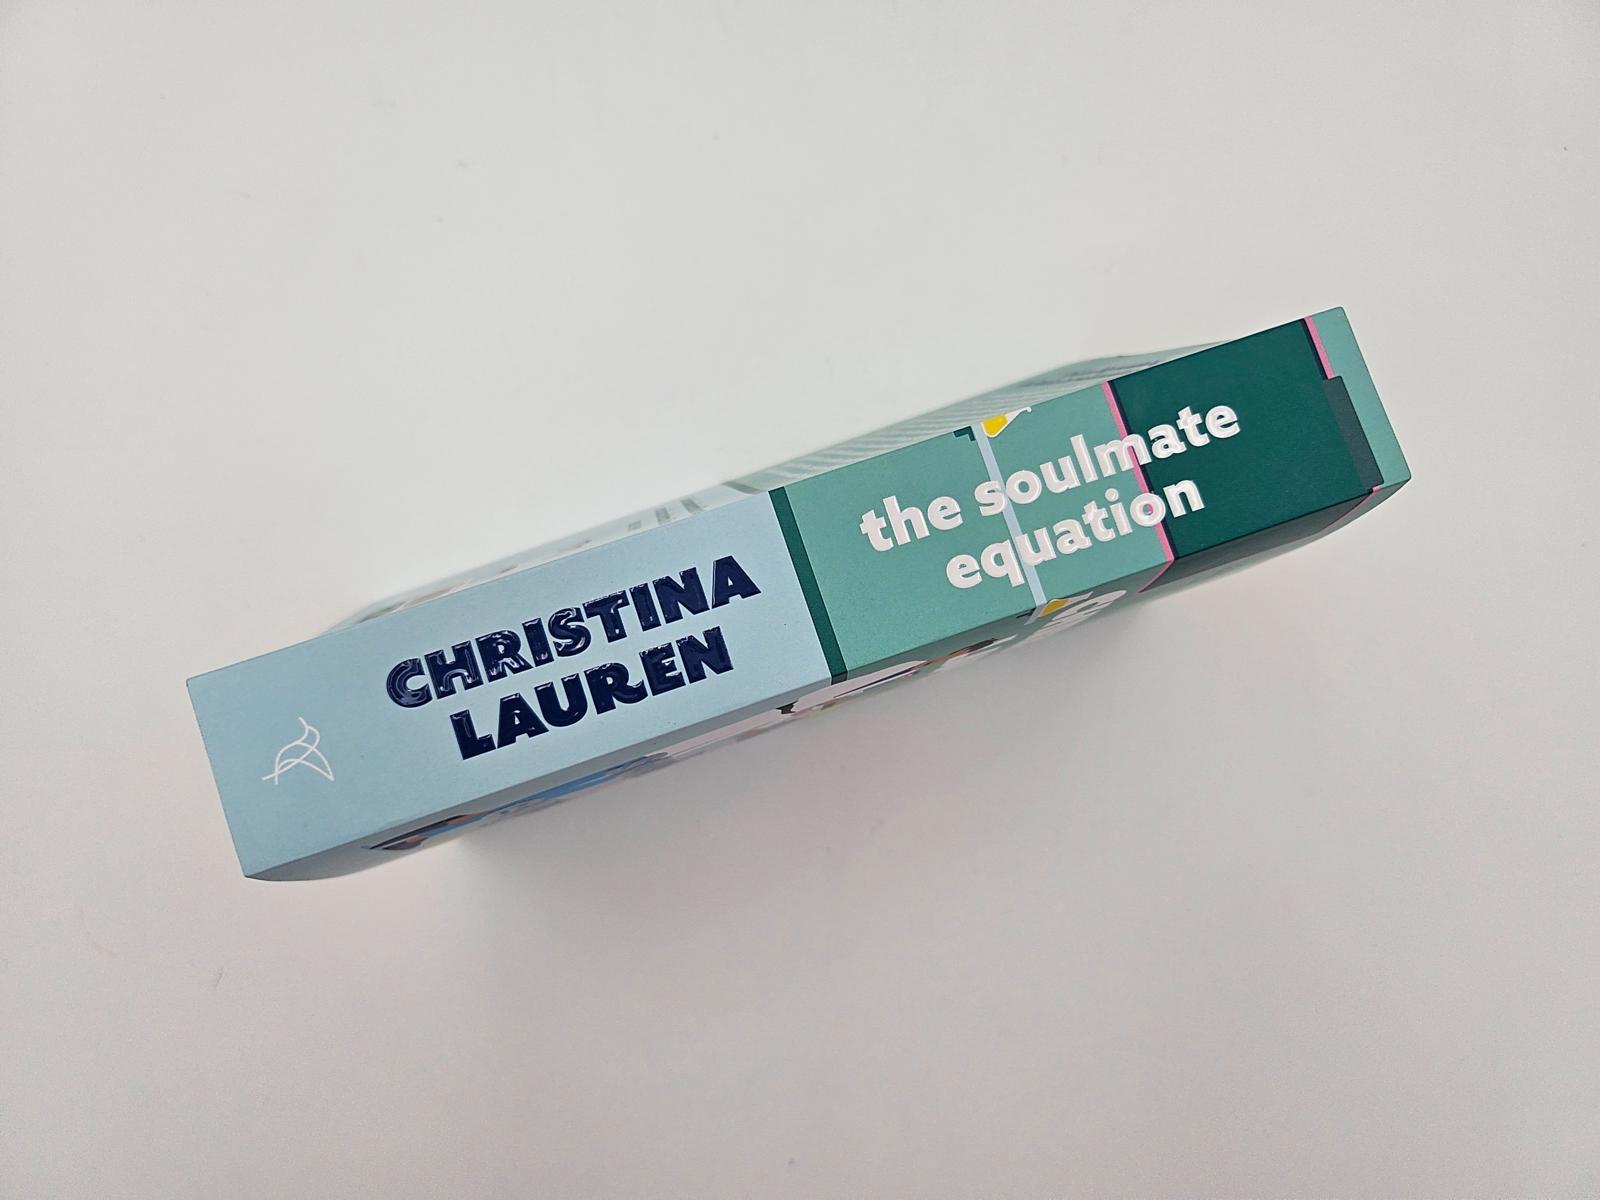 CHRISTINA
LAUREN
the soulmate
equation